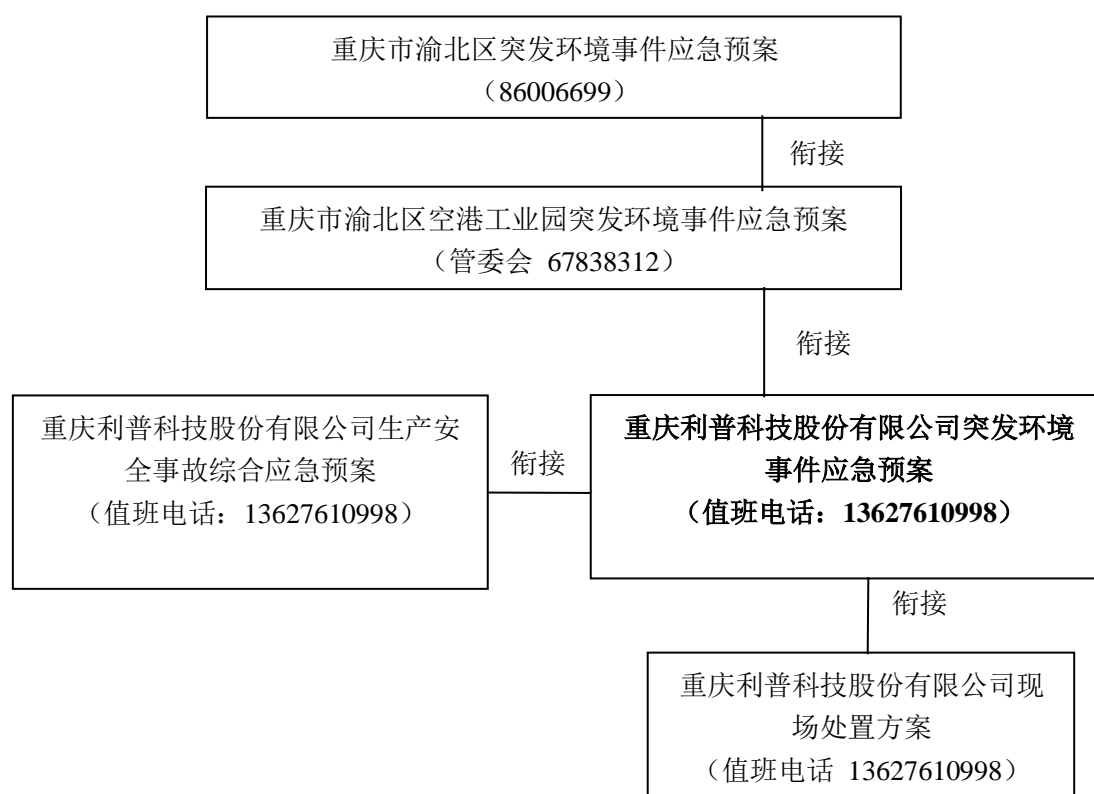 重庆市渝北区突发环境事件应急预案
（86006699）
衔接
重庆市渝北区空港工业园突发环境事件应急预案
（管委会 67838312）
衔接
重庆利普科技股份有限公司生产安
全事故综合应急预案
（值班电话：13627610998）
衔接
重庆利普科技股份有限公司突发环境
事件应急预案
（值班电话：13627610998）
衔接
重庆利普科技股份有限公司现
场处置方案
（值班电话 13627610998）